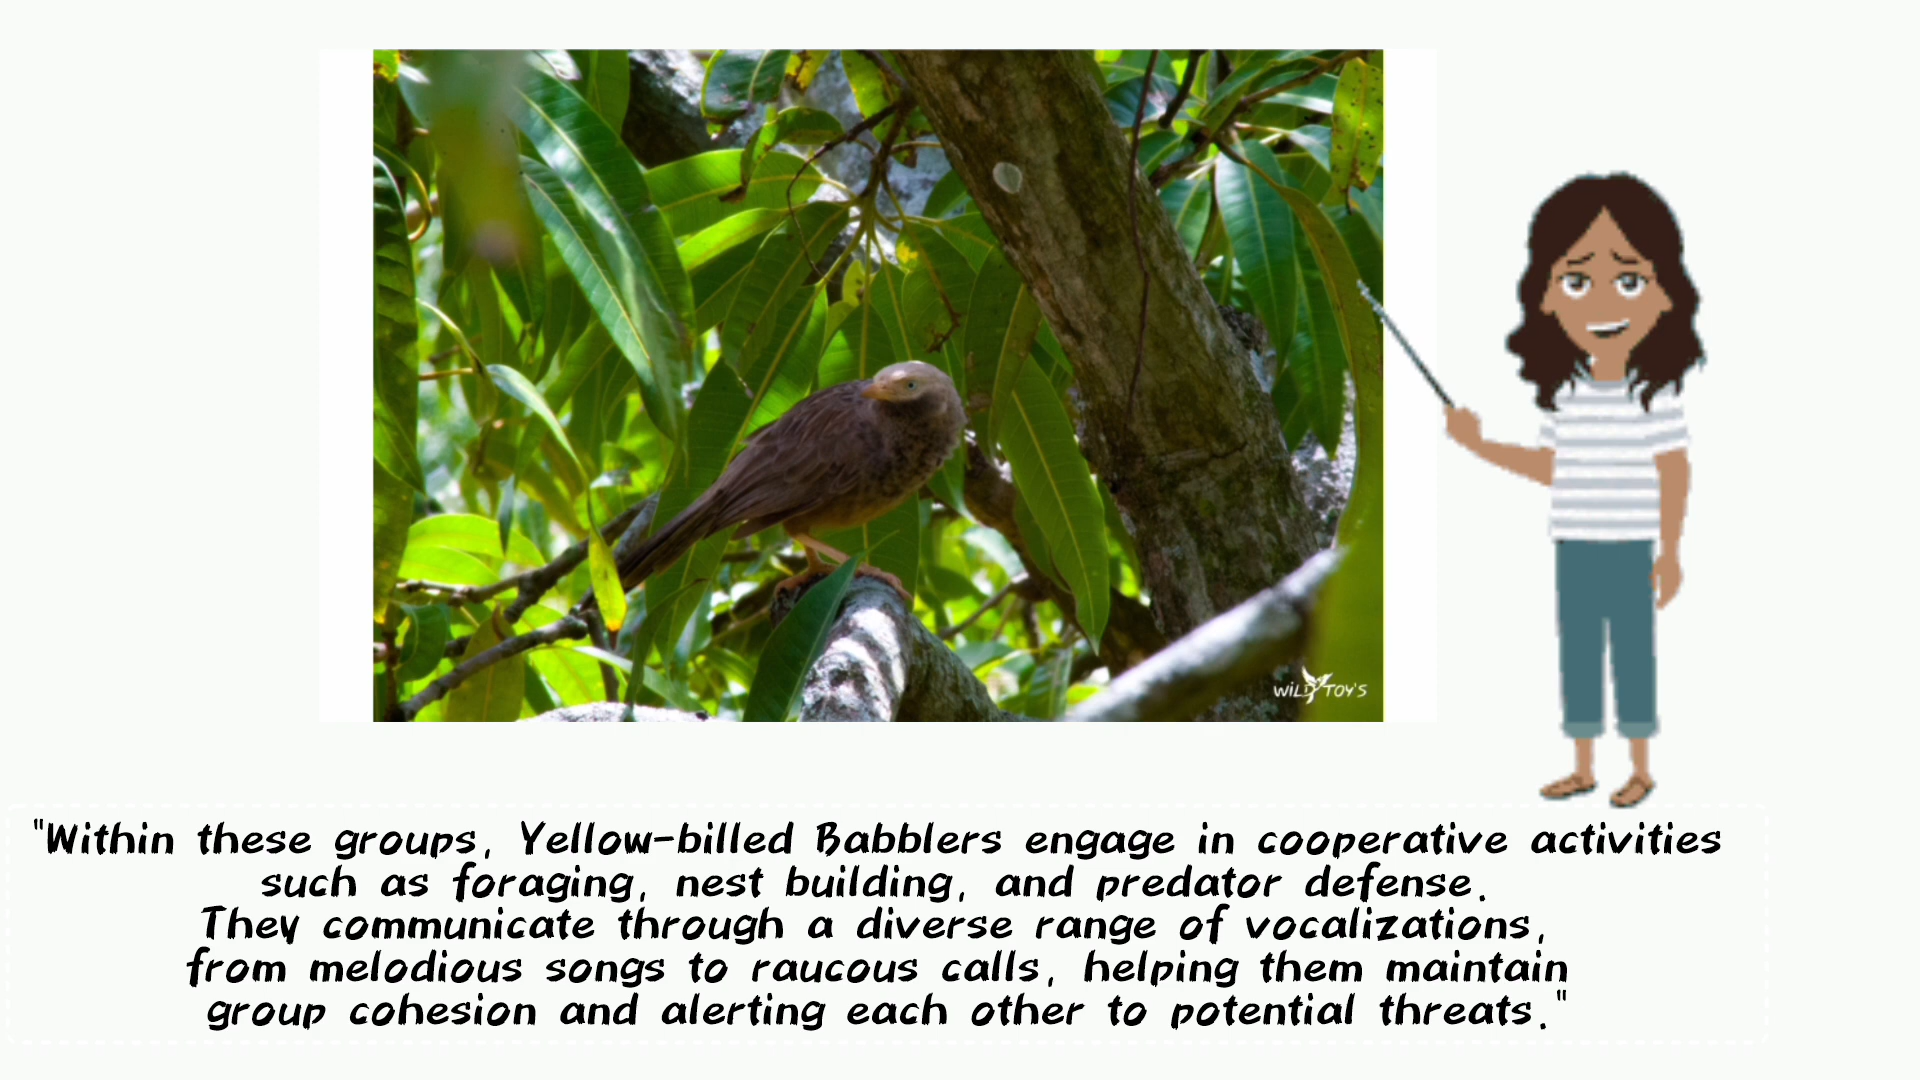 WILD TOY'S
"Within these groups, Yellow-billed Babblers engage in cooperative activities
such as foraging, nest building, and predator defense.
They communicate through a diverse range of vocalizations,
from melodious songs to raucous calls, helping them maintain
group cohesion and alerting each other to potential threats."